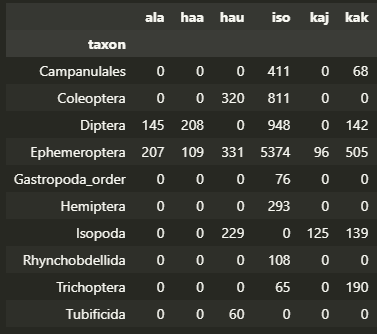 ala haa hau iso kaj kak
taxon
Campanulales 0 0 0 411 0 68
Coleoptera 0 0 320 811 0 0
Diptera 145 208 0 948 0 142
Ephemeroptera 207 109 331 5374 96 505
Gastropoda_order 0 0 0 76 0 0
Hemiptera 0 0 0 293 0 0
Isopoda 0 0 229 0 125 139
Rhynchobdellida 0 0 0 108 0 0
Trichoptera 0 0 0 65 0 190
Tubificida 0 0 60 0 0 0